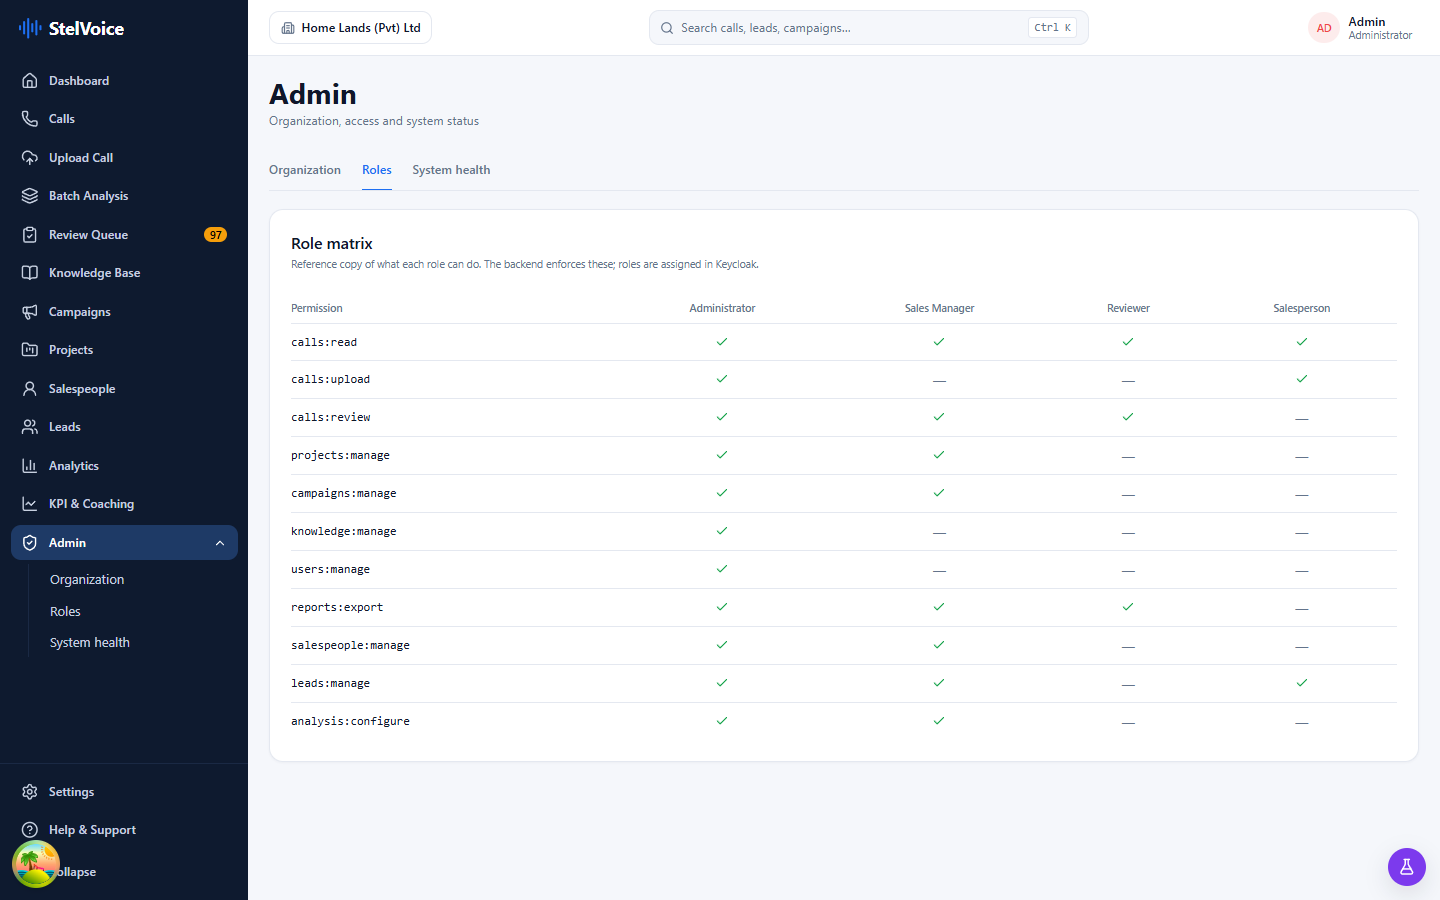 StelVoice
Home Lands (Pvt) Ltd
Search calls, leads, campaigns...
Ctrl K
AD
Admin
Administrator
Dashboard
Calls
Upload Call
Batch Analysis
Review Queue
97
Knowledge Base
Campaigns
Projects
Salespeople
Leads
Analytics
KPI & Coaching
Admin
Organization
Roles
System health
Settings
Help & Support
ollapse
Admin
Organization, access and system status
Organization Roles System health
Role matrix
Reference copy of what each role can do. The backend enforces these; roles are assigned in Keycloak.
Permission Administrator Sales Manager Reviewer Salesperson
calls:read ✓ ✓ ✓ ✓
calls:upload ✓ — — ✓
calls:review ✓ ✓ ✓ —
projects:manage ✓ ✓ — —
campaigns:manage ✓ ✓ — —
knowledge:manage ✓ — — —
users:manage ✓ — — —
reports:export ✓ ✓ ✓ —
salespeople:manage ✓ ✓ — —
leads:manage ✓ ✓ — ✓
analysis:configure ✓ ✓ — —